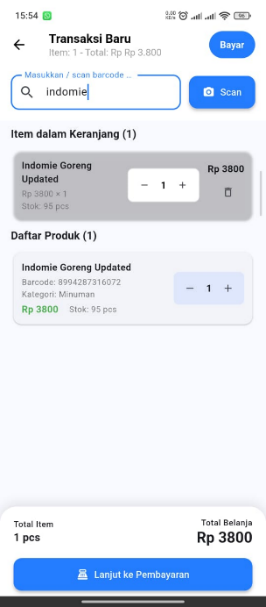 15:54
Transaksi Baru
Item: 1 - Total: Rp Rp 3.800
Bayar
Masukkan / scan barcode ...
indomie
Scan
Item dalam Keranjang (1)
Indomie Goreng
Updated
Rp 3800
Rp 3800 × 1
Stok: 95 pcs
− 1 +
Daftar Produk (1)
Indomie Goreng Updated
Barcode: 8994287316072
Kategori: Minuman
Rp 3800 Stok: 95 pcs
− 1 +
Total Item
1 pcs
Total Belanja
Rp 3800
Lanjut ke Pembayaran